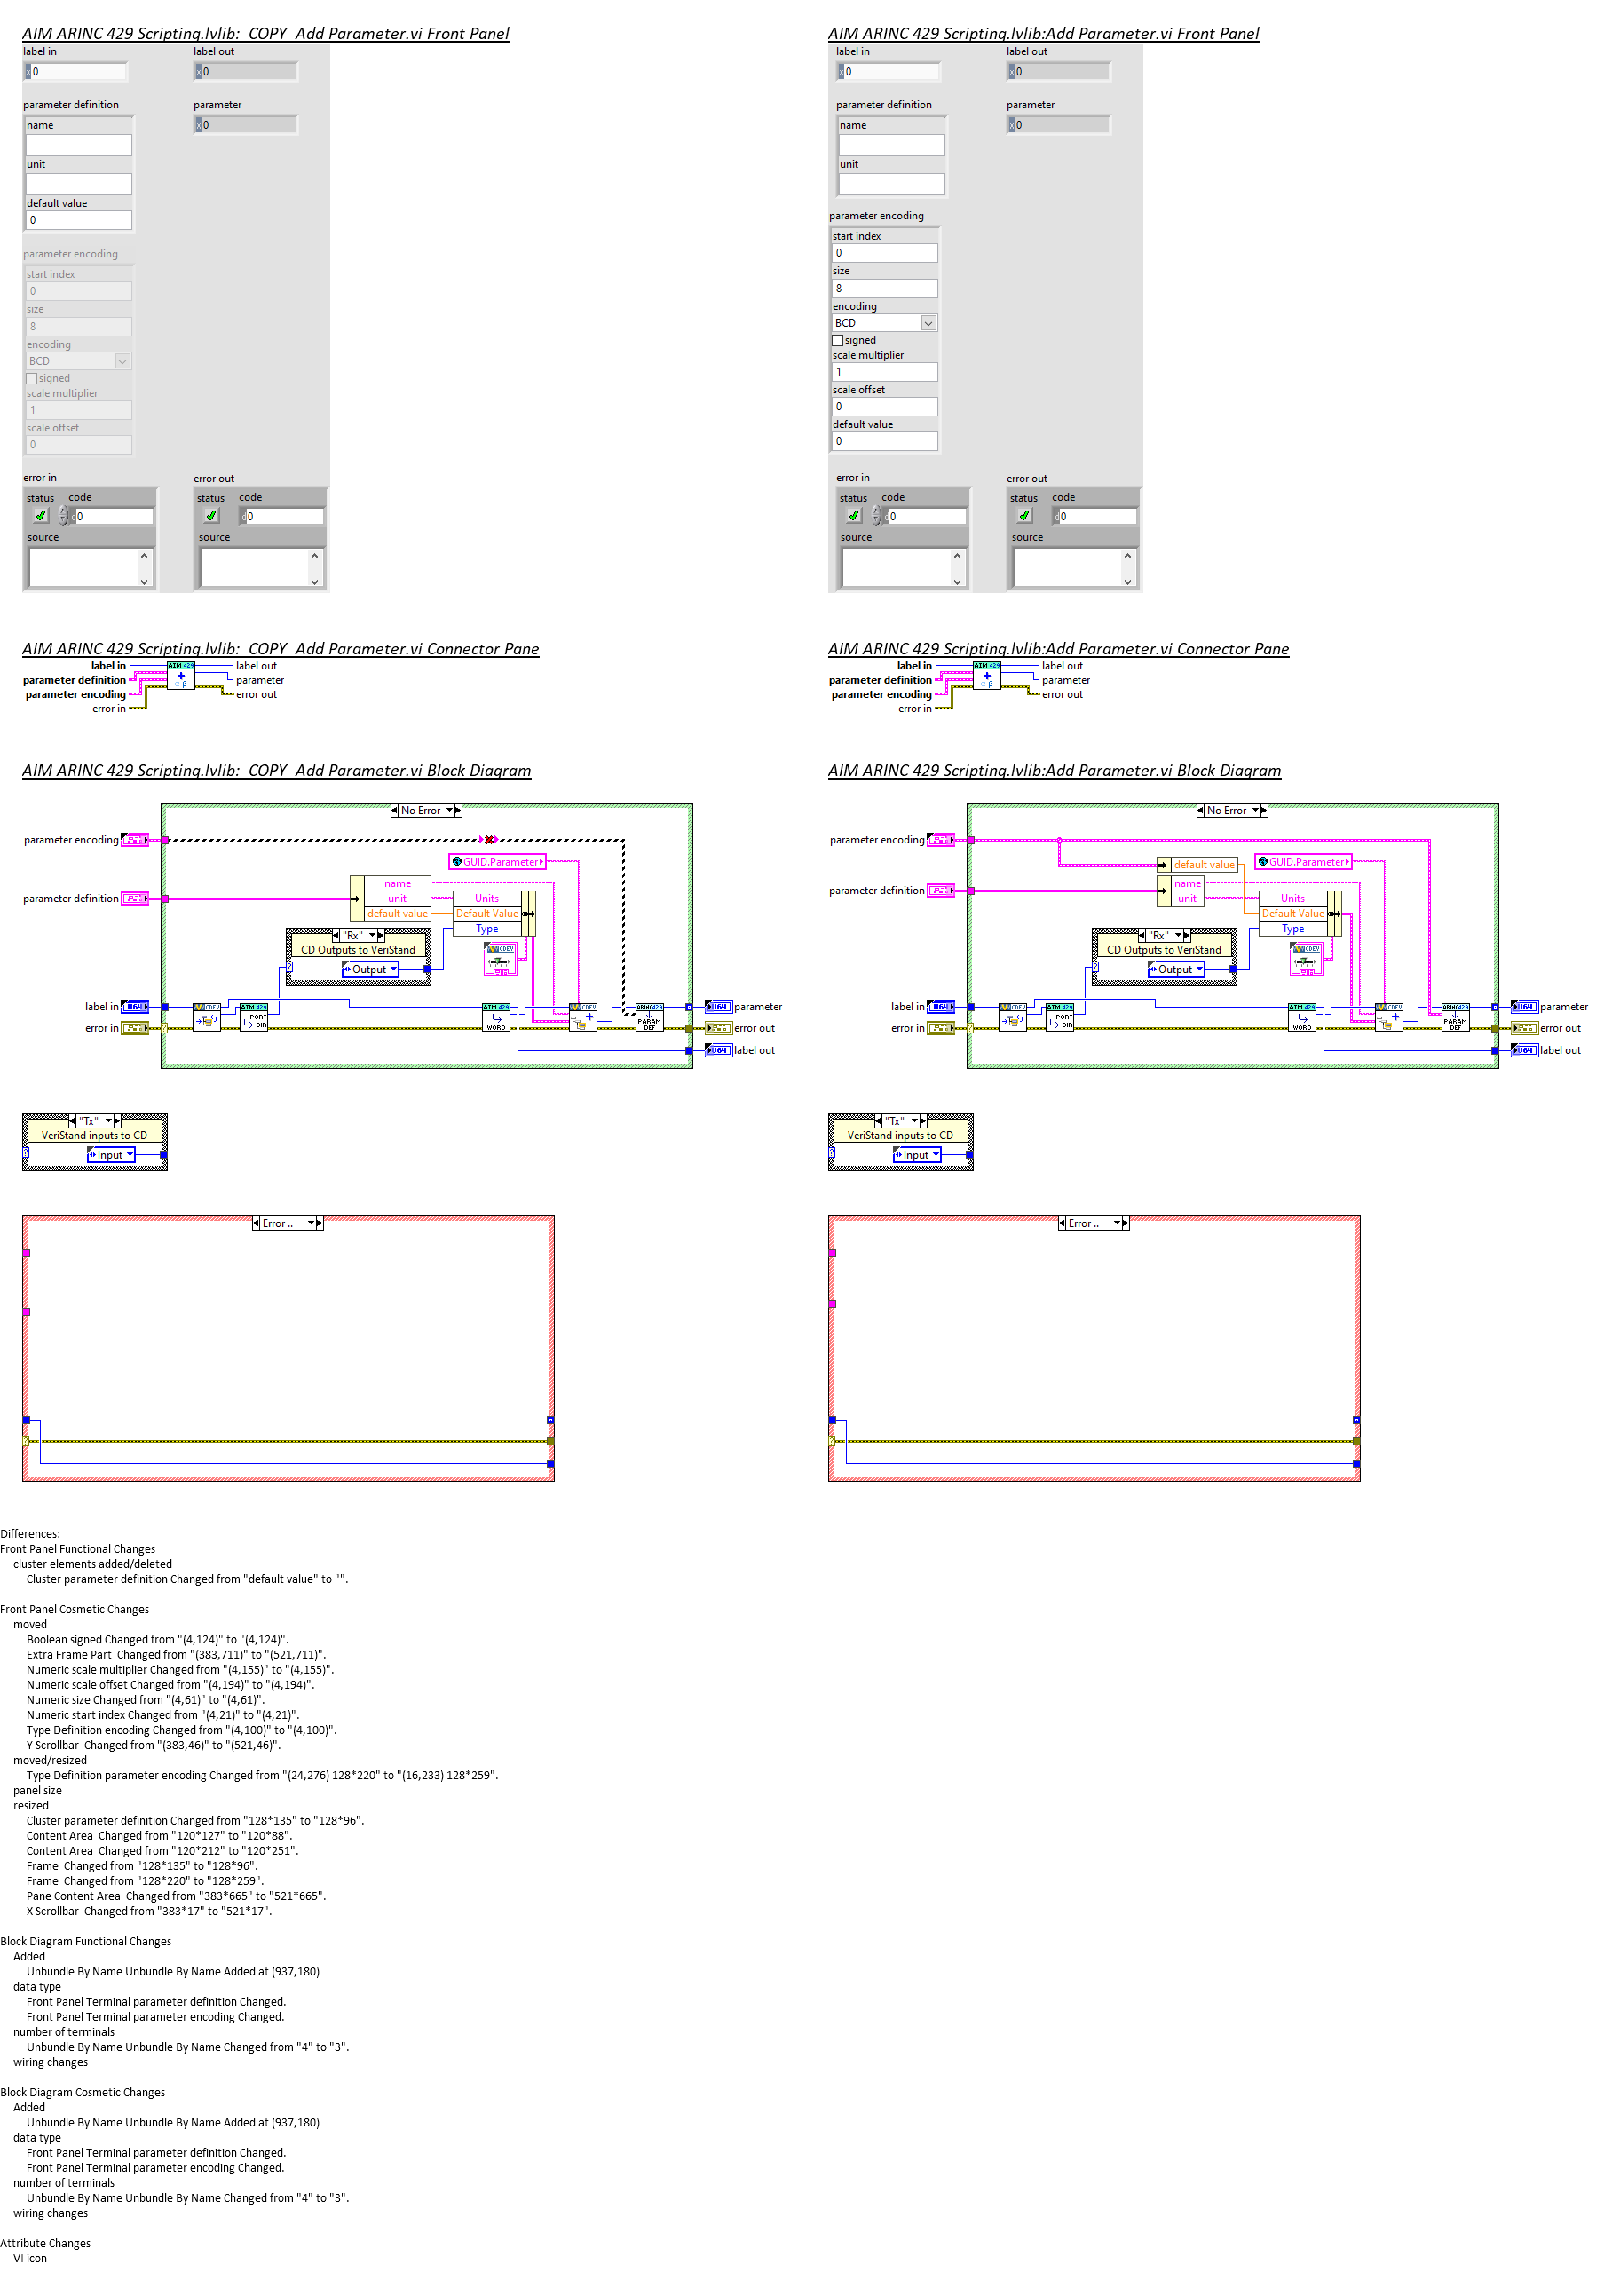 AIM ARINC 429 Scripting.lvlib:  COPY  Add Parameter.vi Front Panel
label in
label out
0
0
parameter definition
parameter
name
0
unit
default value
0
parameter encoding
start index
0
size
8
encoding
BCD
signed
scale multiplier
1
scale offset
0
error in
error out
status code
status code
0
0
source
source
AIM ARINC 429 Scripting.lvlib:Add Parameter.vi Front Panel
label in
label out
0
0
parameter definition
parameter
name
0
unit
parameter encoding
start index
0
size
8
encoding
BCD
signed
scale multiplier
1
scale offset
0
default value
0
error in
error out
status code
status code
0
0
source
source
AIM ARINC 429 Scripting.lvlib:  COPY  Add Parameter.vi Connector Pane
label in
AIM 429
label out
parameter definition
parameter
parameter encoding
error out
error in
AIM ARINC 429 Scripting.lvlib:Add Parameter.vi Connector Pane
label in
AIM 429
label out
parameter definition
parameter
parameter encoding
error out
error in
AIM ARINC 429 Scripting.lvlib:  COPY  Add Parameter.vi Block Diagram
No Error
parameter encoding
GUID.Parameter
name
parameter definition
unit
Units
default value
Default Value
Type
"Rx"
CD Outputs to VeriStand
Output
label in
U64
CDEV
AIM 429
PORT
DIR
AIM 429
WORD
CDEV
ARINC429
PARAM
DEF
U64
parameter
error in
error out
U64
label out
"Tx"
VeriStand inputs to CD
Input
Error ..
AIM ARINC 429 Scripting.lvlib:Add Parameter.vi Block Diagram
No Error
parameter encoding
default value
GUID.Parameter
name
parameter definition
unit
Units
Default Value
Type
"Rx"
CD Outputs to VeriStand
Output
label in
U64
CDEV
AIM 429
PORT
DIR
AIM 429
WORD
CDEV
ARINC429
PARAM
DEF
U64
parameter
error in
error out
U64
label out
"Tx"
VeriStand inputs to CD
Input
Error ..
Differences:
Front Panel Functional Changes
cluster elements added/deleted
Cluster parameter definition Changed from "default value" to "".
Front Panel Cosmetic Changes
moved
Boolean signed Changed from "(4,124)" to "(4,124)".
Extra Frame Part  Changed from "(383,711)" to "(521,711)".
Numeric scale multiplier Changed from "(4,155)" to "(4,155)".
Numeric scale offset Changed from "(4,194)" to "(4,194)".
Numeric size Changed from "(4,61)" to "(4,61)".
Numeric start index Changed from "(4,21)" to "(4,21)".
Type Definition encoding Changed from "(4,100)" to "(4,100)".
Y Scrollbar  Changed from "(383,46)" to "(521,46)".
moved/resized
Type Definition parameter encoding Changed from "(24,276) 128*220" to "(16,233) 128*259".
panel size
resized
Cluster parameter definition Changed from "128*135" to "128*96".
Content Area  Changed from "120*127" to "120*88".
Content Area  Changed from "120*212" to "120*251".
Frame  Changed from "128*135" to "128*96".
Frame  Changed from "128*220" to "128*259".
Pane Content Area  Changed from "383*665" to "521*665".
X Scrollbar  Changed from "383*17" to "521*17".
Block Diagram Functional Changes
Added
Unbundle By Name Unbundle By Name Added at (937,180)
data type
Front Panel Terminal parameter definition Changed.
Front Panel Terminal parameter encoding Changed.
number of terminals
Unbundle By Name Unbundle By Name Changed from "4" to "3".
wiring changes
Block Diagram Cosmetic Changes
Added
Unbundle By Name Unbundle By Name Added at (937,180)
data type
Front Panel Terminal parameter definition Changed.
Front Panel Terminal parameter encoding Changed.
number of terminals
Unbundle By Name Unbundle By Name Changed from "4" to "3".
wiring changes
Attribute Changes
VI icon